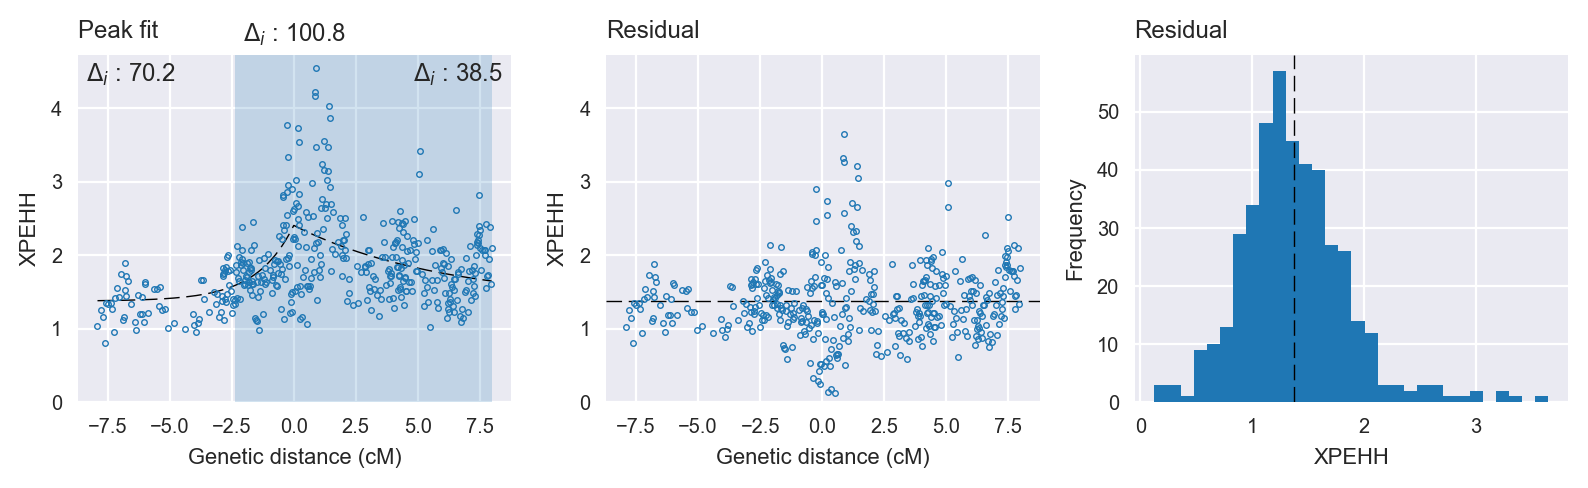 Peak fit
Δi : 100.8
Δi : 70.2
Δi : 38.5
XPEHH
4
3
2
1
0
−7.5 −5.0 −2.5 0.0 2.5 5.0 7.5
Genetic distance (cM)
Residual
XPEHH
4
3
2
1
0
−7.5 −5.0 −2.5 0.0 2.5 5.0 7.5
Genetic distance (cM)
Residual
Frequency
50
40
30
20
10
0
0 1 2 3
XPEHH